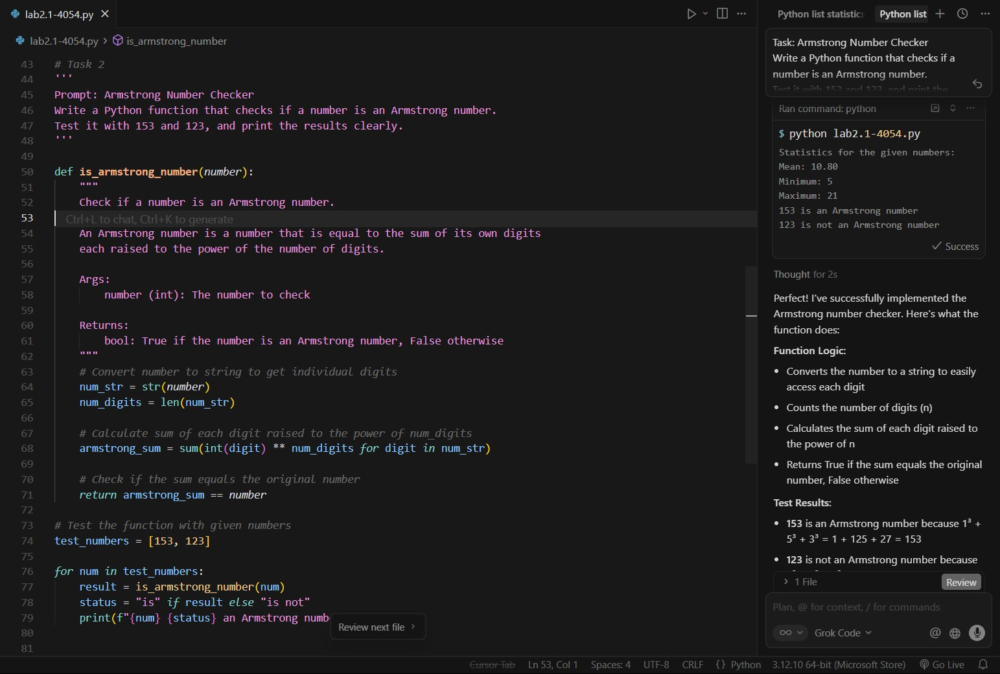 lab2.1-4054.py
lab2.1-4054.py > is_armstrong_number
43 # Task 2
44 '''
45 Prompt: Armstrong Number Checker
46 Write a Python function that checks if a number is an Armstrong number.
47 Test it with 153 and 123, and print the results clearly.
48 '''
49
50 def is_armstrong_number(number):
51 """
52 Check if a number is an Armstrong number.
53 Ctrl+L to chat, Ctrl+K to generate
54 An Armstrong number is a number that is equal to the sum of its own digits
55 each raised to the power of the number of digits.
56
57 Args:
58 number (int): The number to check
59
60 Returns:
61 bool: True if the number is an Armstrong number, False otherwise
62 """
63 # Convert number to string to get individual digits
64 num_str = str(number)
65 num_digits = len(num_str)
66
67 # Calculate sum of each digit raised to the power of num_digits
68 armstrong_sum = sum(int(digit) ** num_digits for digit in num_str)
69
70 # Check if the sum equals the original number
71 return armstrong_sum == number
72
73 # Test the function with given numbers
74 test_numbers = [153, 123]
75
76 for num in test_numbers:
77 result = is_armstrong_number(num)
78 status = "is" if result else "is not"
79 print(f"{num} {status} an Armstrong numb
80
81
Review next file >
Python list statistics
Python list
Task: Armstrong Number Checker
Write a Python function that checks if a
number is an Armstrong number.
Test it with 153 and 123, and print the
Ran command: python
$ python lab2.1-4054.py
Statistics for the given numbers:
Mean: 10.80
Minimum: 5
Maximum: 21
153 is an Armstrong number
123 is not an Armstrong number
✓ Success
Thought for 2s
Perfect! I've successfully implemented the
Armstrong number checker. Here's what the
function does:
Function Logic:
• Converts the number to a string to easily
access each digit
• Counts the number of digits (n)
• Calculates the sum of each digit raised to
the power of n
• Returns True if the sum equals the original
number, False otherwise
Test Results:
• 153 is an Armstrong number because 1³ +
5³ + 3³ = 1 + 125 + 27 = 153
• 123 is not an Armstrong number because
> 1 File
Review
Plan, @ for context, / for commands
∞ Grok Code @
Cursor Tab Ln 53, Col 1 Spaces: 4 UTF-8 CRLF {} Python 3.12.10 64-bit (Microsoft Store) Go Live